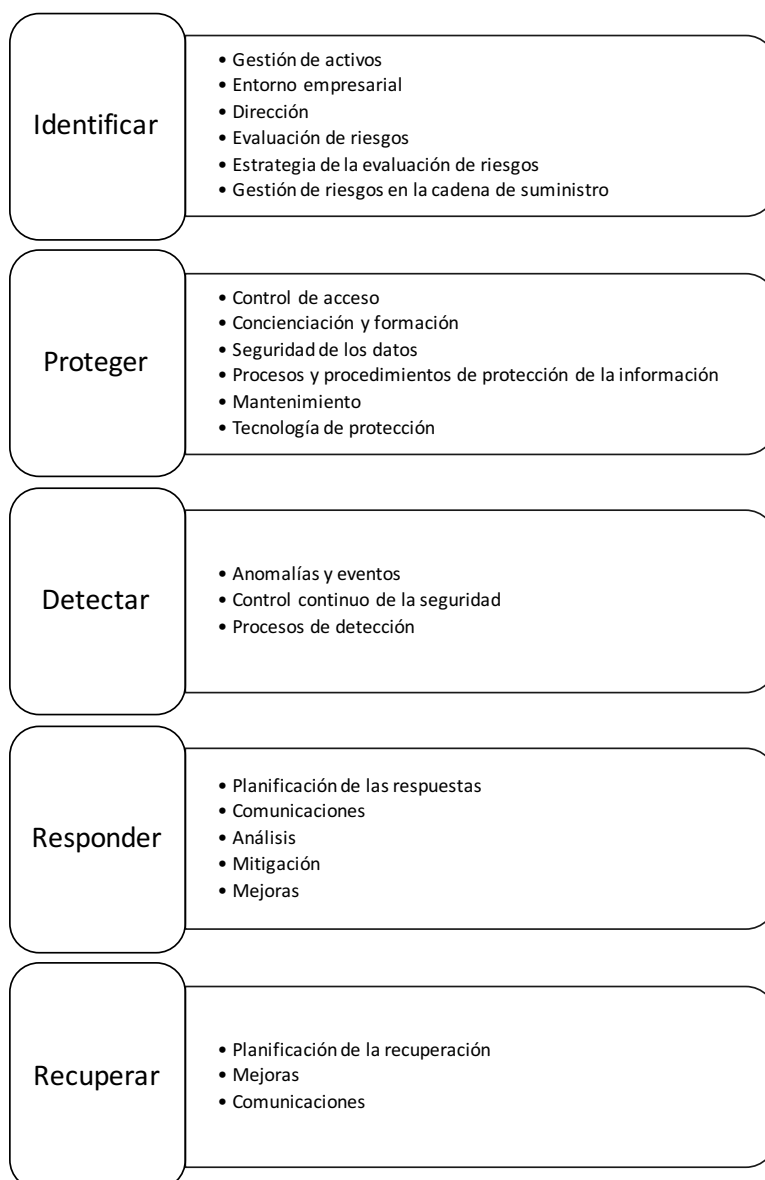 Identificar
• Gestión de activos
• Entorno empresarial
• Dirección
• Evaluación de riesgos
• Estrategia de la evaluación de riesgos
• Gestión de riesgos en la cadena de suministro
Proteger
• Control de acceso
• Concienciación y formación
• Seguridad de los datos
• Procesos y procedimientos de protección de la información
• Mantenimiento
• Tecnología de protección
Detectar
• Anomalías y eventos
• Control continuo de la seguridad
• Procesos de detección
Responder
• Planificación de las respuestas
• Comunicaciones
• Análisis
• Mitigación
• Mejoras
Recuperar
• Planificación de la recuperación
• Mejoras
• Comunicaciones